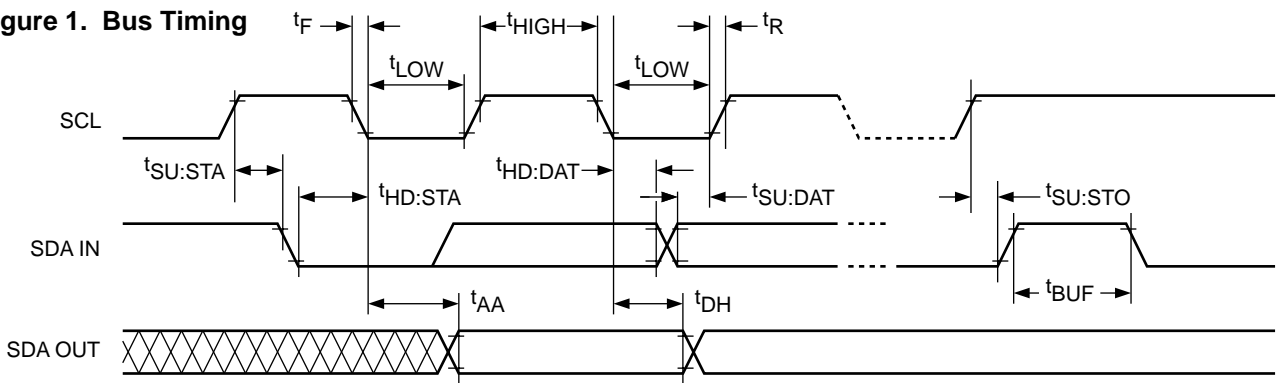 gure 1. Bus Timing
tF
tHIGH
tR
tLOW
tLOW
SCL
tSU:STA
tHD:STA
tHD:DAT
tSU:DAT
tSU:STO
SDA IN
tBUF
tAA
tDH
SDA OUT